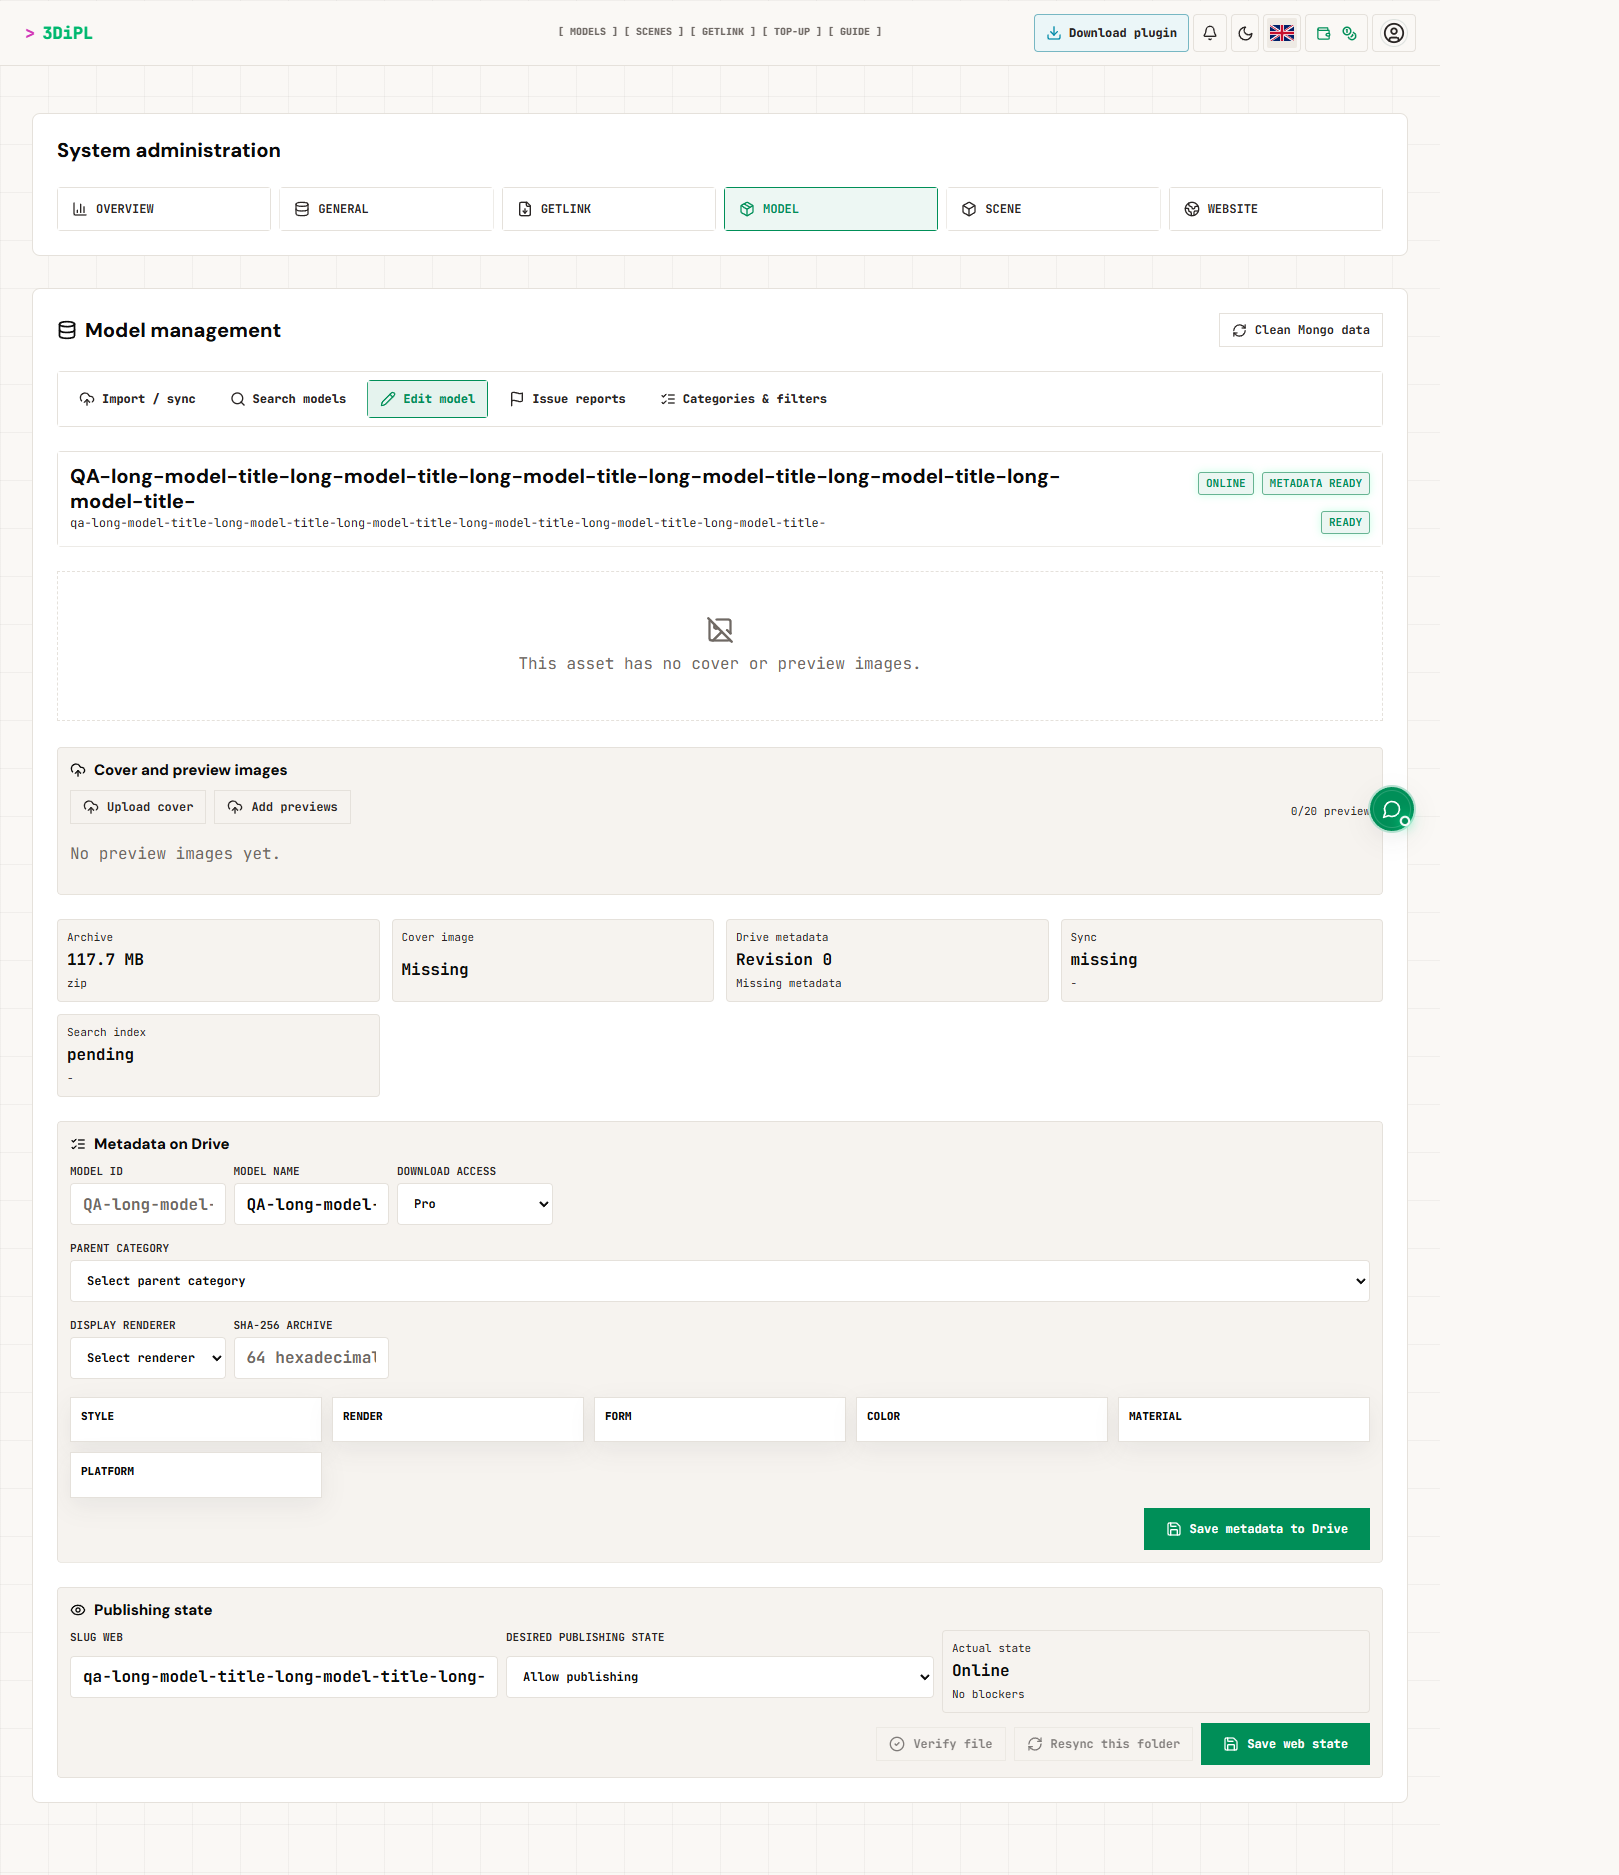 > 3DiPL
[ MODELS ] [ SCENES ] [ GETLINK ] [ TOP-UP ] [ GUIDE ]
Download plugin
System administration
OVERVIEW
GENERAL
GETLINK
MODEL
SCENE
WEBSITE
Model management
Clean Mongo data
Import / sync
Search models
Edit model
Issue reports
Categories & filters
QA-long-model-title-long-model-title-long-model-title-long-model-title-long-model-title-long-
model-title-
qa-long-model-title-long-model-title-long-model-title-long-model-title-long-model-title-long-model-title-
ONLINE
METADATA READY
READY
This asset has no cover or preview images.
Cover and preview images
Upload cover
Add previews
0/20 preview
No preview images yet.
Archive
117.7 MB
zip
Cover image
Missing
Drive metadata
Revision 0
Missing metadata
Sync
missing
-
Search index
pending
-
Metadata on Drive
MODEL ID
MODEL NAME
DOWNLOAD ACCESS
QA-long-model-
QA-long-model-
Pro
PARENT CATEGORY
Select parent category
DISPLAY RENDERER
SHA-256 ARCHIVE
Select renderer
64 hexadecimal
STYLE
RENDER
FORM
COLOR
MATERIAL
PLATFORM
Save metadata to Drive
Publishing state
SLUG WEB
DESIRED PUBLISHING STATE
qa-long-model-title-long-model-title-long-
Allow publishing
Actual state
Online
No blockers
Verify file
Resync this folder
Save web state